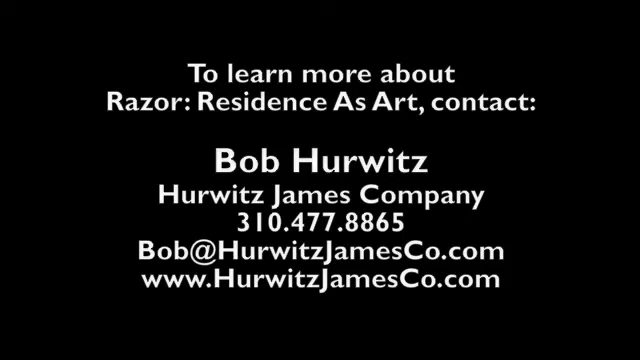 To learn more about
Razor: Residence As Art, contact:
Bob Hurwitz
Hurwitz James Company
310.477.8865
Bob@HurwitzJamesCo.com
www.HurwitzJamesCo.com